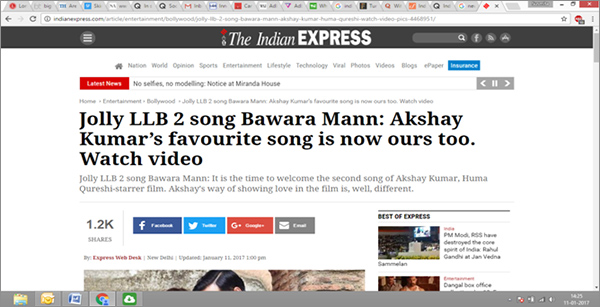 indianexpress.com/article/entertainment/bollywood/jolly-llb-2-song-bawara-mann-akshay-kumar-hume-qureshi-watch-video-pics-4468951/
The Indian EXPRESS
Nation World Opinion Sports Entertainment Lifestyle Technology Viral Photos Videos Blogs ePaper insurance
Latest News No selfies, no modelling: Notice at Miranda House
Home › Entertainment › Bollywood › Jolly LLB 2 song Bawara Mann: Akshay Kumar's favourite song is now ours too. Watch video
Jolly LLB 2 song Bawara Mann: Akshay
Kumar's favourite song is now ours too.
Watch video
Jolly LLB 2 song Bawara Mann: It is the time to welcome the second song of Akshay Kumar, Huma
Qureshi-starrer film. Akshay's way of showing love in the film is, well, different.
1.2K
SHARES
Facebook
Twitter
Google+
Email
By: Express Web Desk | New Delhi | Updated: January 11, 2017 1:00 pm
BEST OF EXPRESS
India
PM Modi, RSS have
destroyed the core
spirit of India: Rahul
Gandhi at Jan Vedna
Sammelan
Entertainment
Dangal box office
14:25
11-01-2017